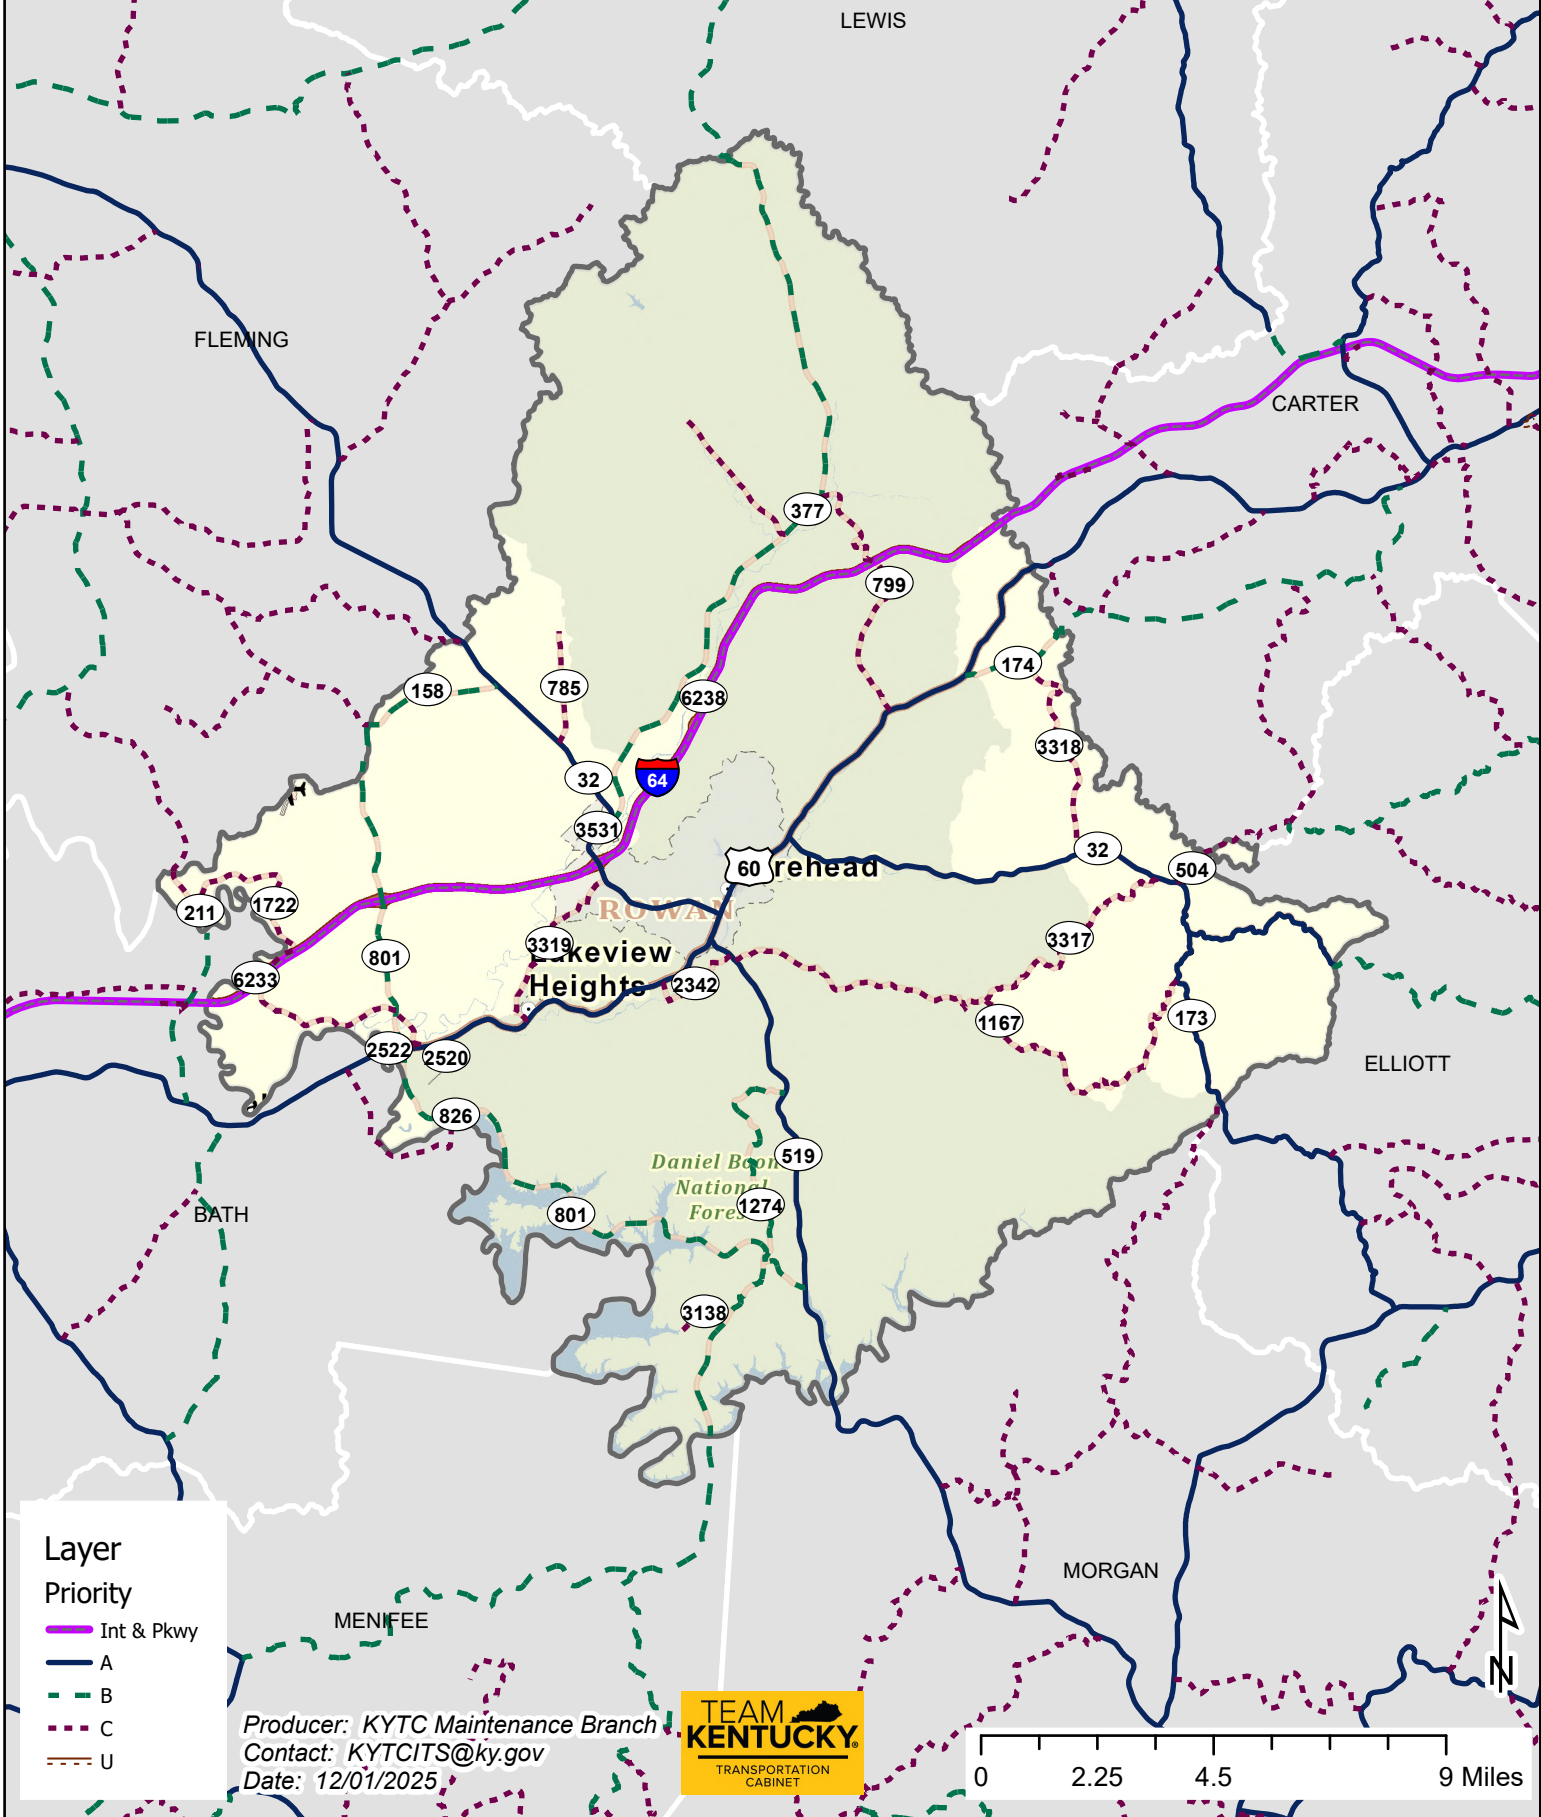 LEWIS
FLEMING
CARTER
377
799
174
158
785
6238
3318
32
64
3531
32
60
rehead
504
211
1722
ROWAN
3317
801
3319
Lakeview
Heights
6233
2342
1167
173
2522
2520
ELLIOTT
826
519
Daniel Boon
National
Fores
1274
801
BATH
3138
MORGAN
MENIFEE
Layer
Priority
Int & Pkwy
A
B
C
U
Producer: KYTC Maintenance Branch
Contact: KYTCITS@ky.gov
Date: 12/01/2025
TEAM
KENTUCKY®
TRANSPORTATION
CABINET
N
0 2.25 4.5 9 Miles